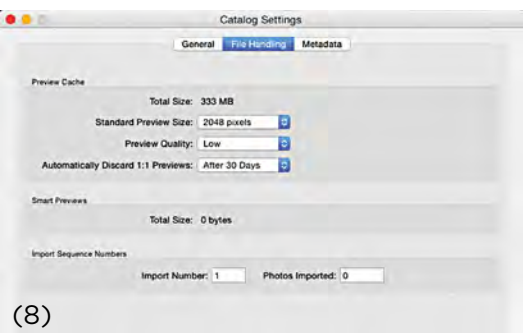 Catalog Settings
General File Handling Metadata
Preview Cache
Total Size: 333 MB
Standard Preview Size: 2048 pixels
Preview Quality: Low
Automatically Discard 1:1 Previews: After 30 Days
Smart Previews
Total Size: 0 bytes
Import Sequence Numbers
Import Number: 1 Photos Imported: 0
(8)